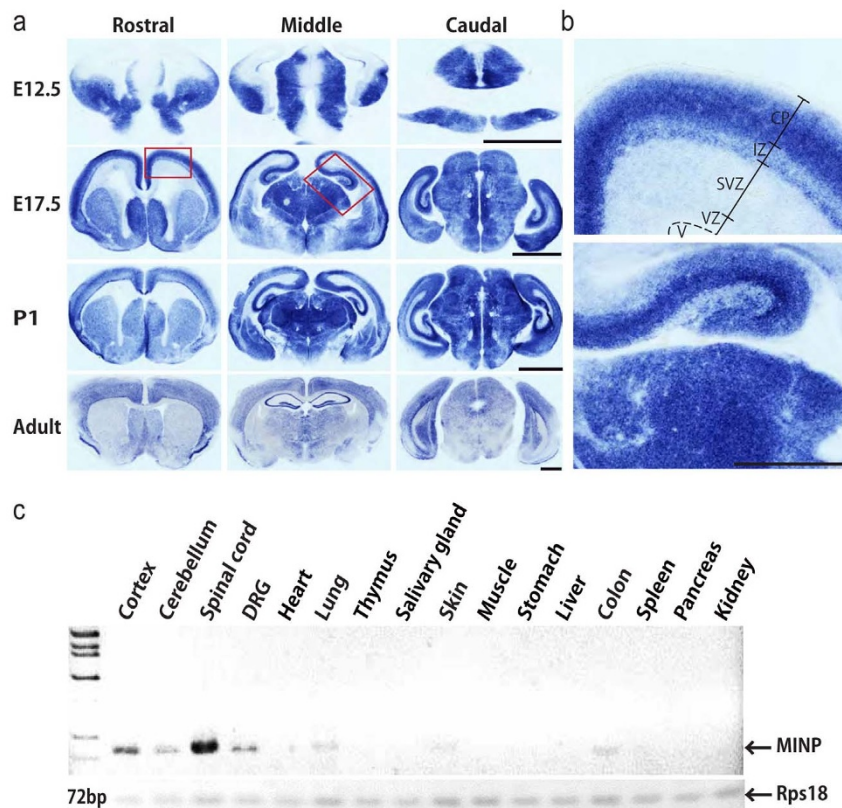 a
Rostral Middle Caudal
E12.5
E17.5
P1
Adult
b
CP
IZ
SVZ
VZ
V
c
Cortex Cerebellum Spinal cord DRG Heart Lung Thymus Salivary gland Skin Muscle Stomach Liver Colon Spleen Pancreas Kidney
← MINP
72bp ← Rps18